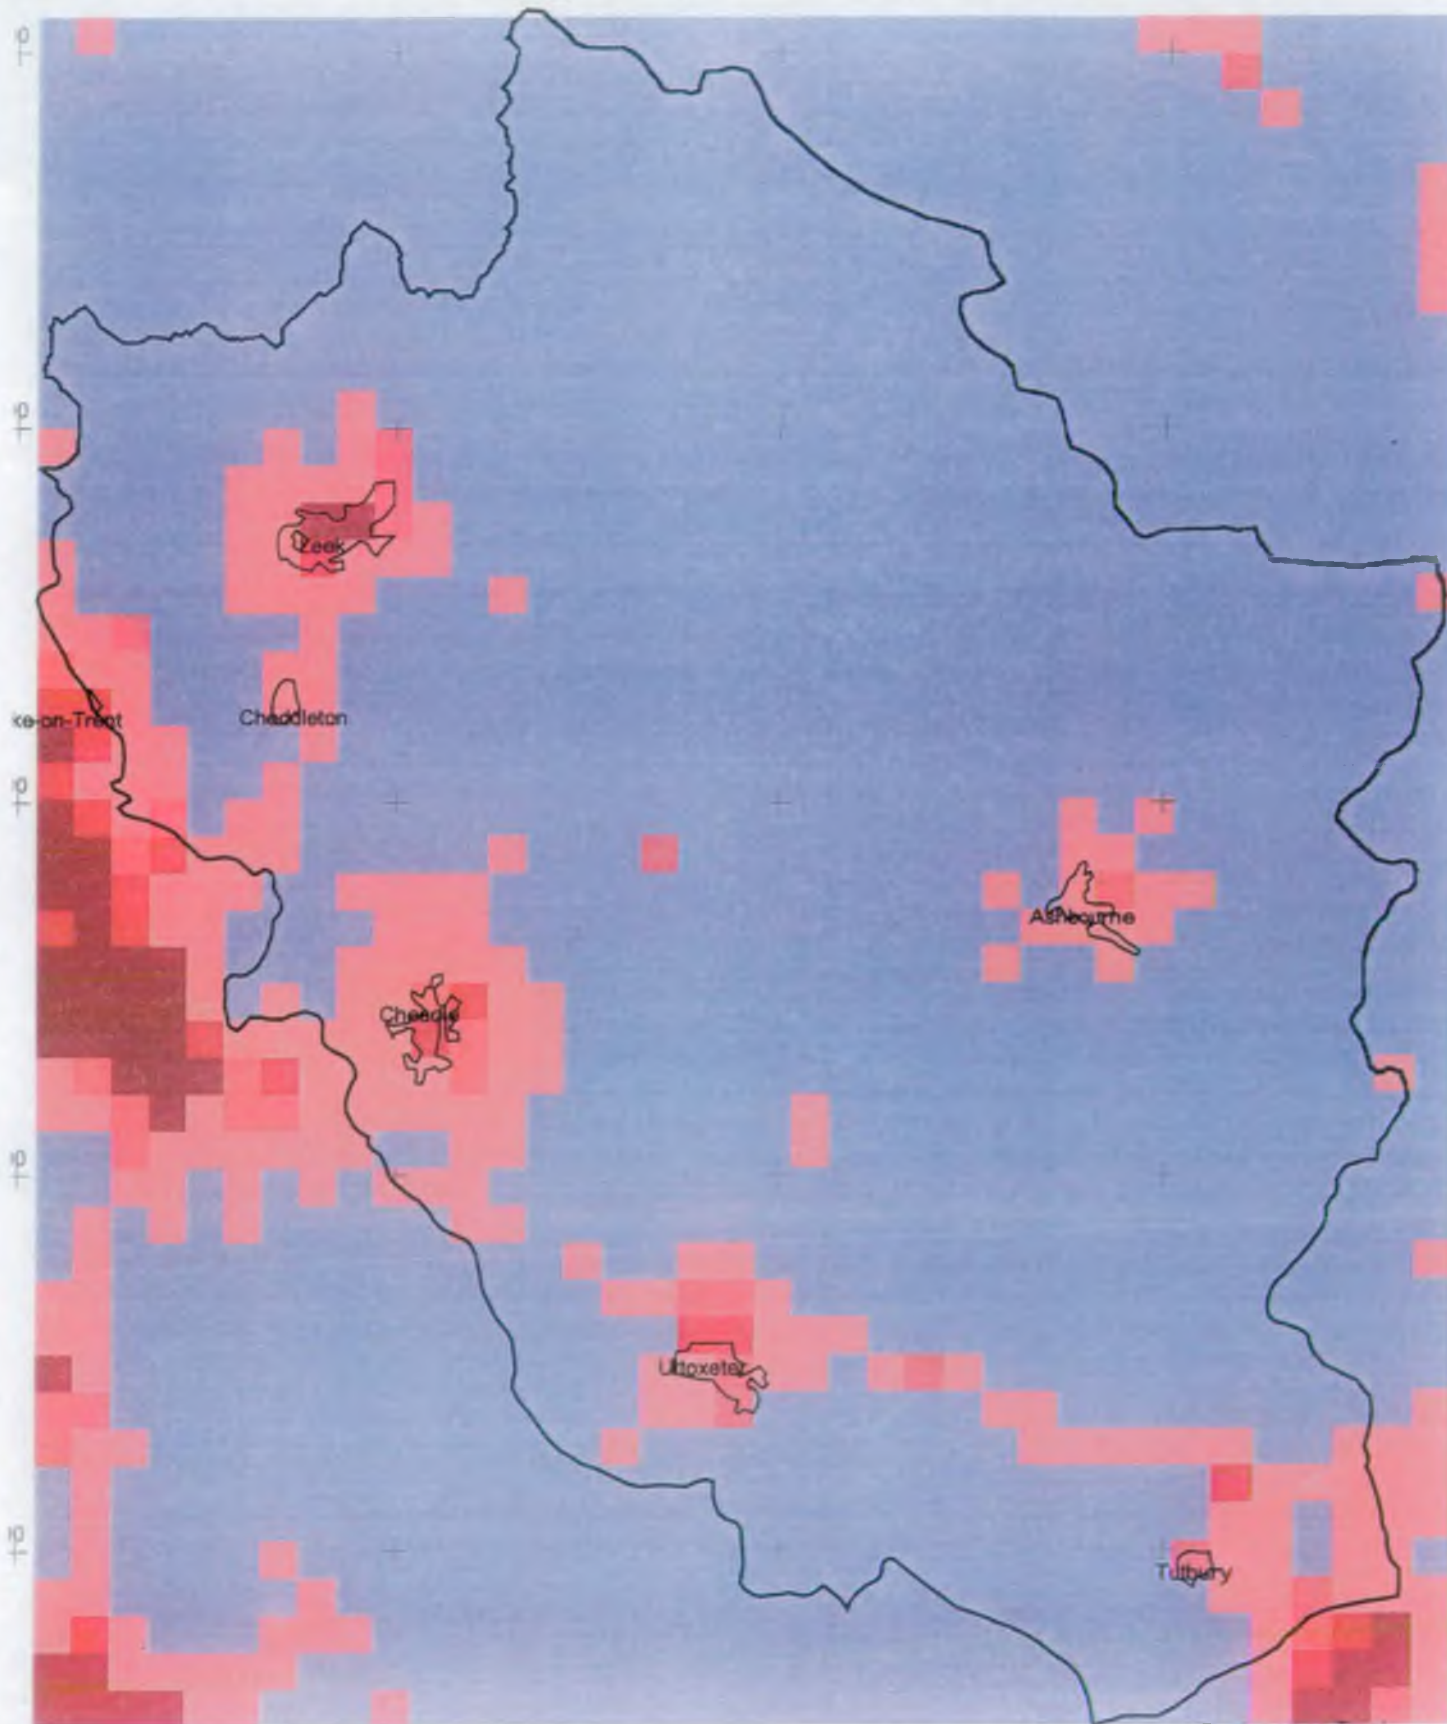 Leek
ke-on-Trent
Cheddleton
Ashbourne
Cheadle
Uttoxeter
Tutbury